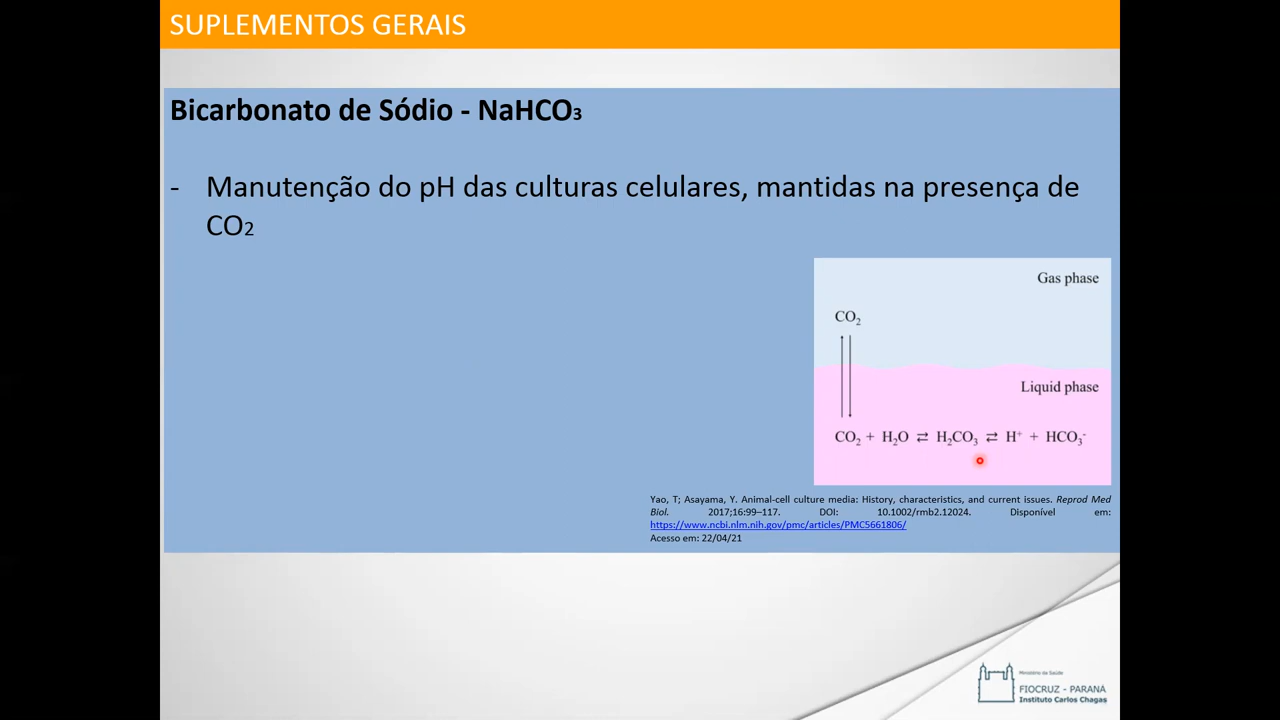 SUPLEMENTOS GERAIS
Bicarbonato de Sódio - NaHCO₃
- Manutenção do pH das culturas celulares, mantidas na presença de
CO₂
Gas phase
CO₂
Liquid phase
CO₂ + H₂O ⇄ H₂CO₃ ⇄ H⁺ + HCO₃⁻
Yao, T; Asayama, Y. Animal-cell culture media: History, characteristics, and current issues. Reprod Med
Biol. 2017;16:99–117. DOI: 10.1002/rmb2.12024. Disponível em:
https://www.ncbi.nlm.nih.gov/pmc/articles/PMC5661806/
Acesso em: 22/04/21
Ministério da Saúde
FIOCRUZ - PARANÁ
Instituto Carlos Chagas